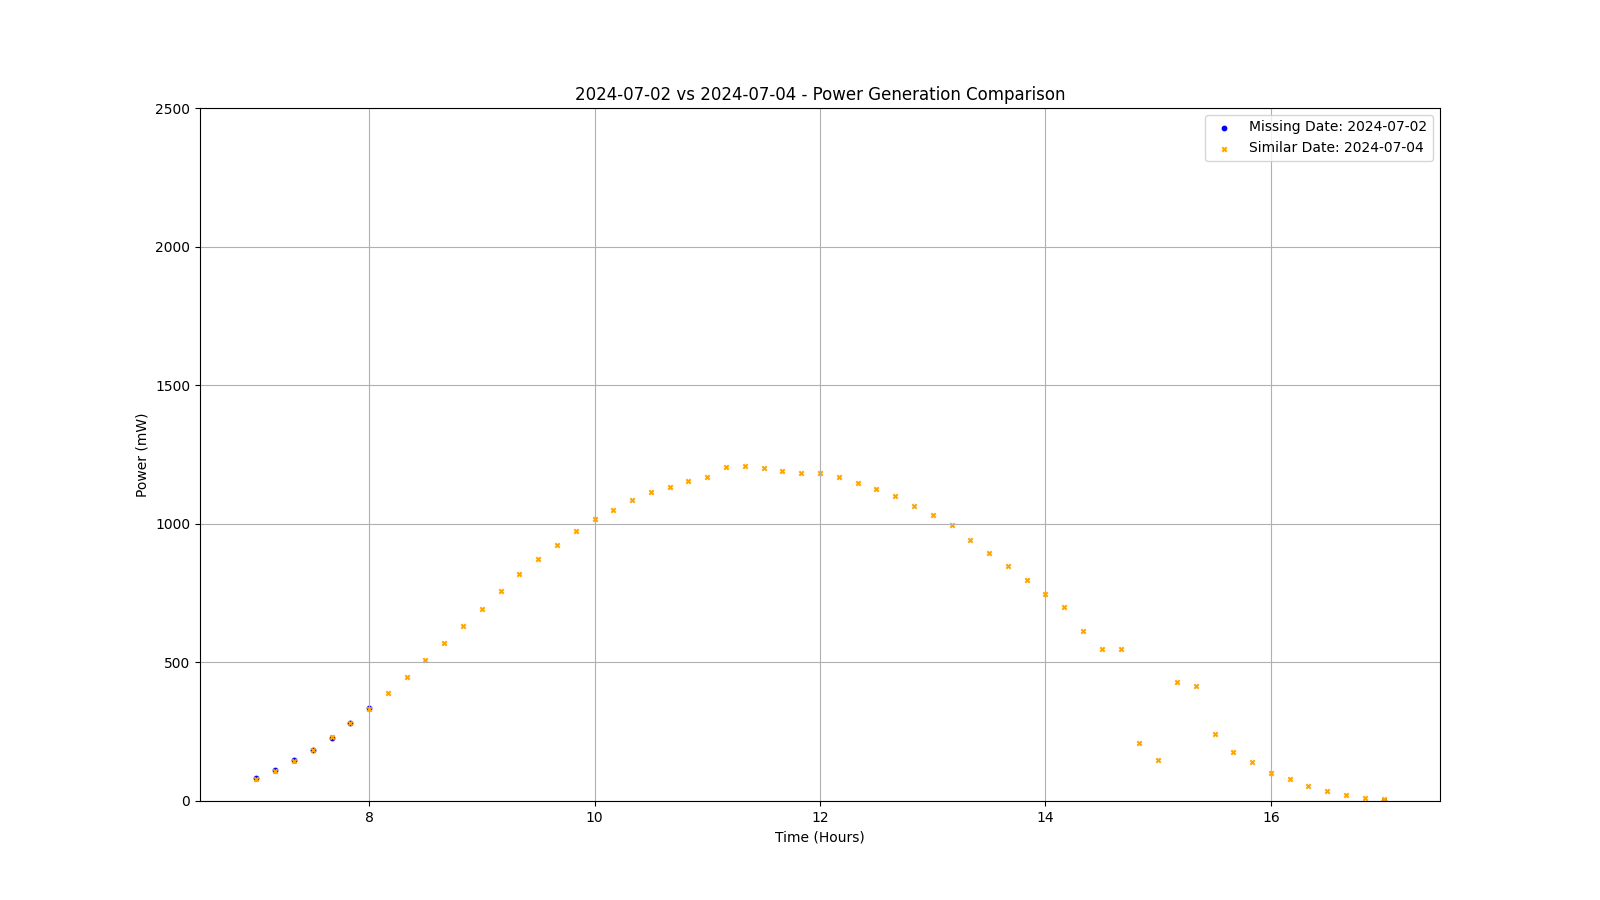 2024-07-02 vs 2024-07-04 - Power Generation Comparison
Missing Date: 2024-07-02
Similar Date: 2024-07-04
2500
2000
1500
1000
500
0
Power (mW)
8 10 12 14 16
Time (Hours)